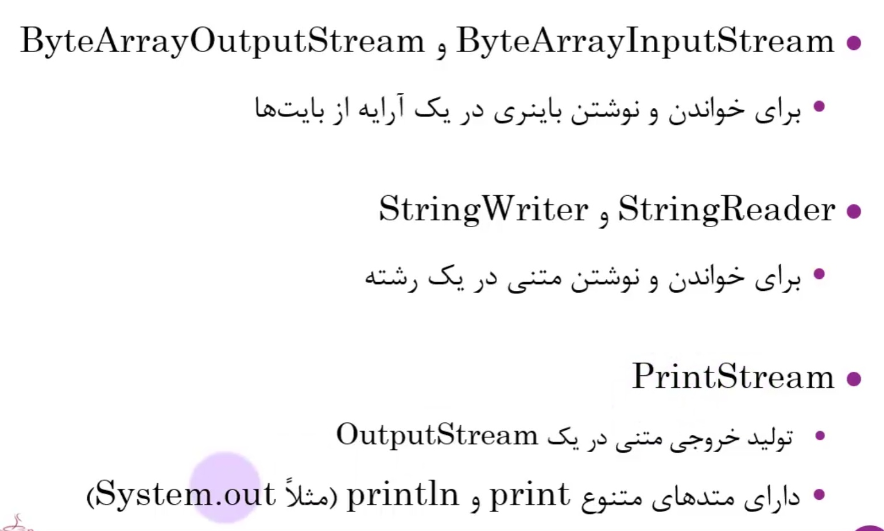 ByteArrayInputStream و ByteArrayOutputStream
برای خواندن و نوشتن باینری در یک آرایه از بایت‌ها
StringReader و StringWriter
برای خواندن و نوشتن متنی در یک رشته
PrintStream
تولید خروجی متنی در یک OutputStream
دارای متدهای متنوع print و println (مثلاً System.out)